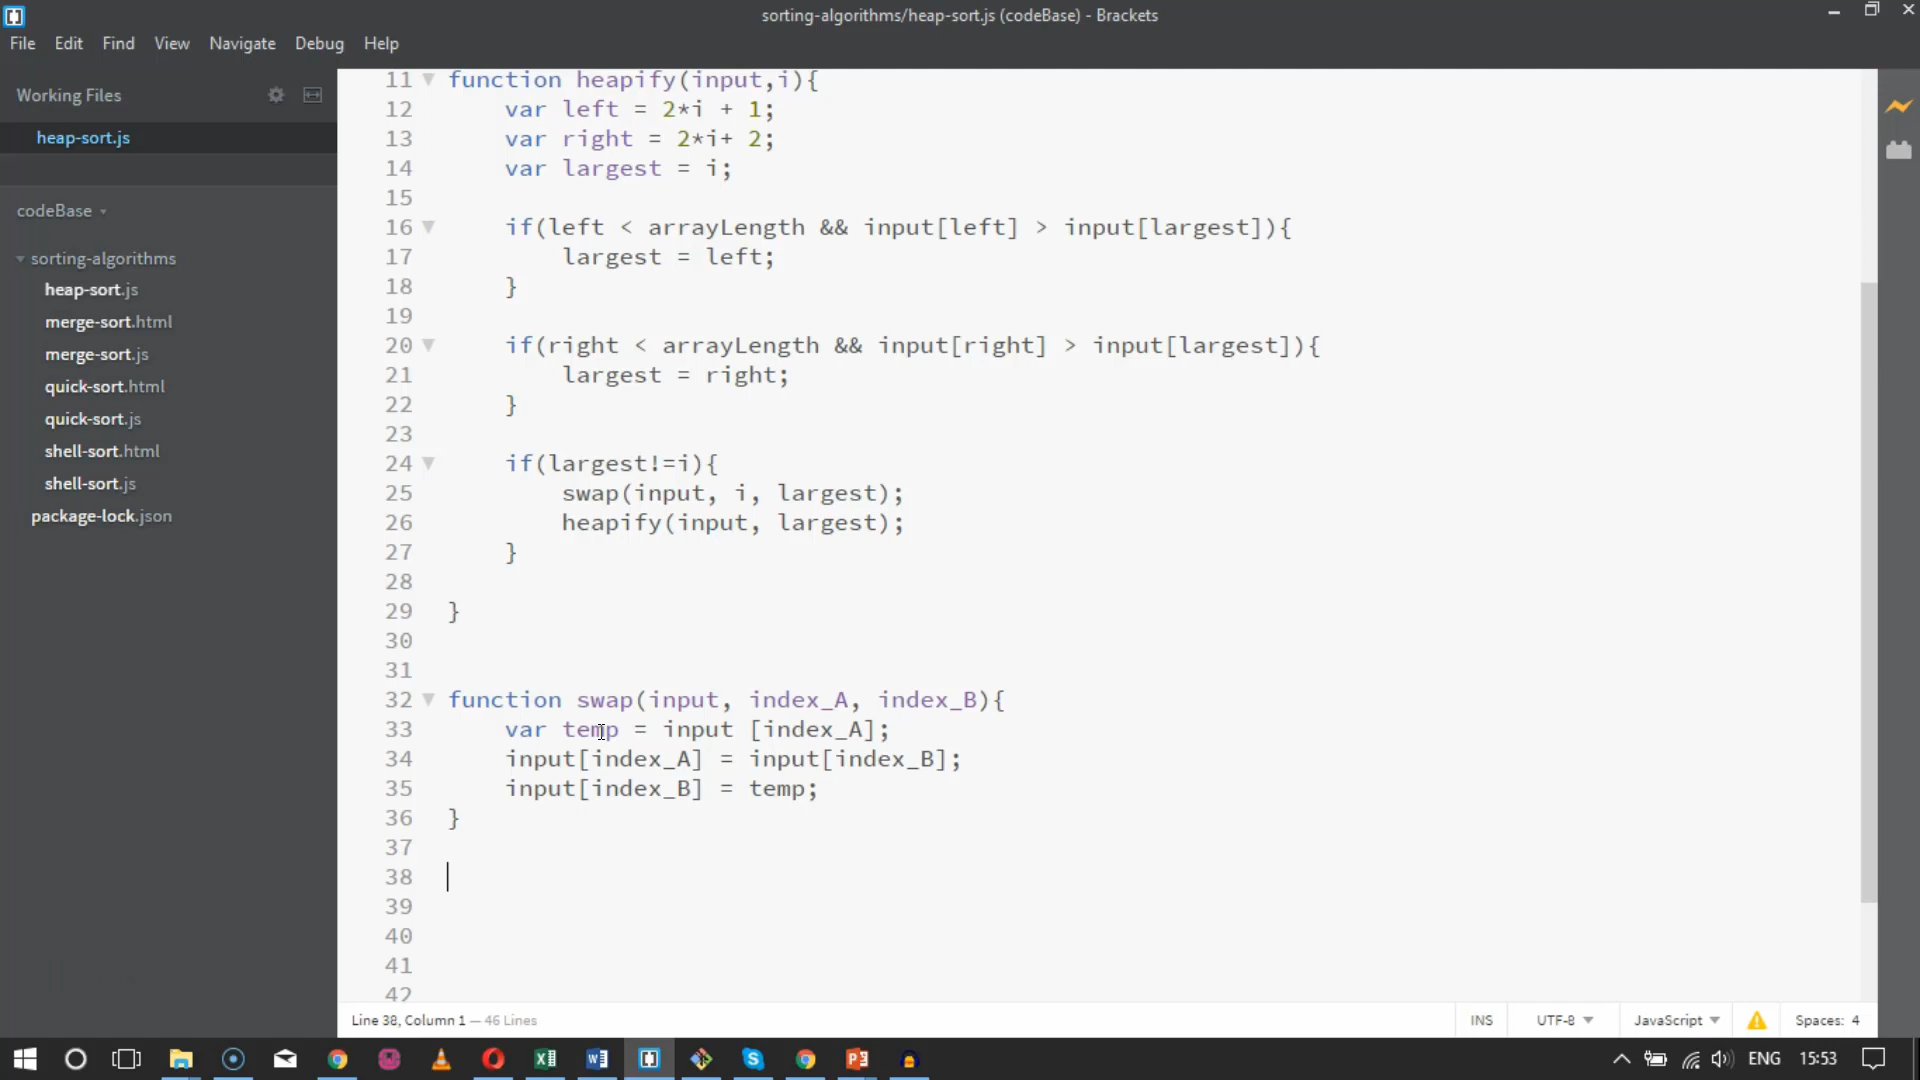 sorting-algorithms/heap-sort.js (codeBase) - Brackets
File Edit Find View Navigate Debug Help
Working Files
heap-sort.js
codeBase
sorting-algorithms
heap-sort.js
merge-sort.html
merge-sort.js
quick-sort.html
quick-sort.js
shell-sort.html
shell-sort.js
package-lock.json
11 function heapify(input,i){
12 var left = 2*i + 1;
13 var right = 2*i+ 2;
14 var largest = i;
15
16 if(left < arrayLength && input[left] > input[largest]){
17 largest = left;
18 }
19
20 if(right < arrayLength && input[right] > input[largest]){
21 largest = right;
22 }
23
24 if(largest!=i){
25 swap(input, i, largest);
26 heapify(input, largest);
27 }
28
29 }
30
31
32 function swap(input, index_A, index_B){
33 var temp = input [index_A];
34 input[index_A] = input[index_B];
35 input[index_B] = temp;
36 }
37
38
39
40
41
42
Line 38, Column 1 — 46 Lines INS UTF-8 JavaScript Spaces: 4
ENG 15:53